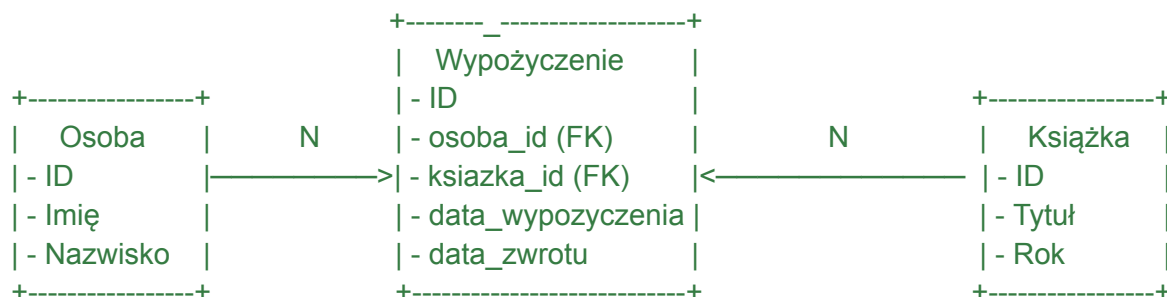 +--------_-------------------+
| Wypożyczenie |
+-----------------+ | - ID | +-----------------+
| Osoba | N | - osoba_id (FK) | N | Książka |
| - ID |——————————>| - ksiazka_id (FK) |<——————————————— | - ID |
| - Imię | | - data_wypozyczenia | | - Tytuł |
| - Nazwisko | | - data_zwrotu | | - Rok |
+-----------------+ +----------------------------+ +-----------------+